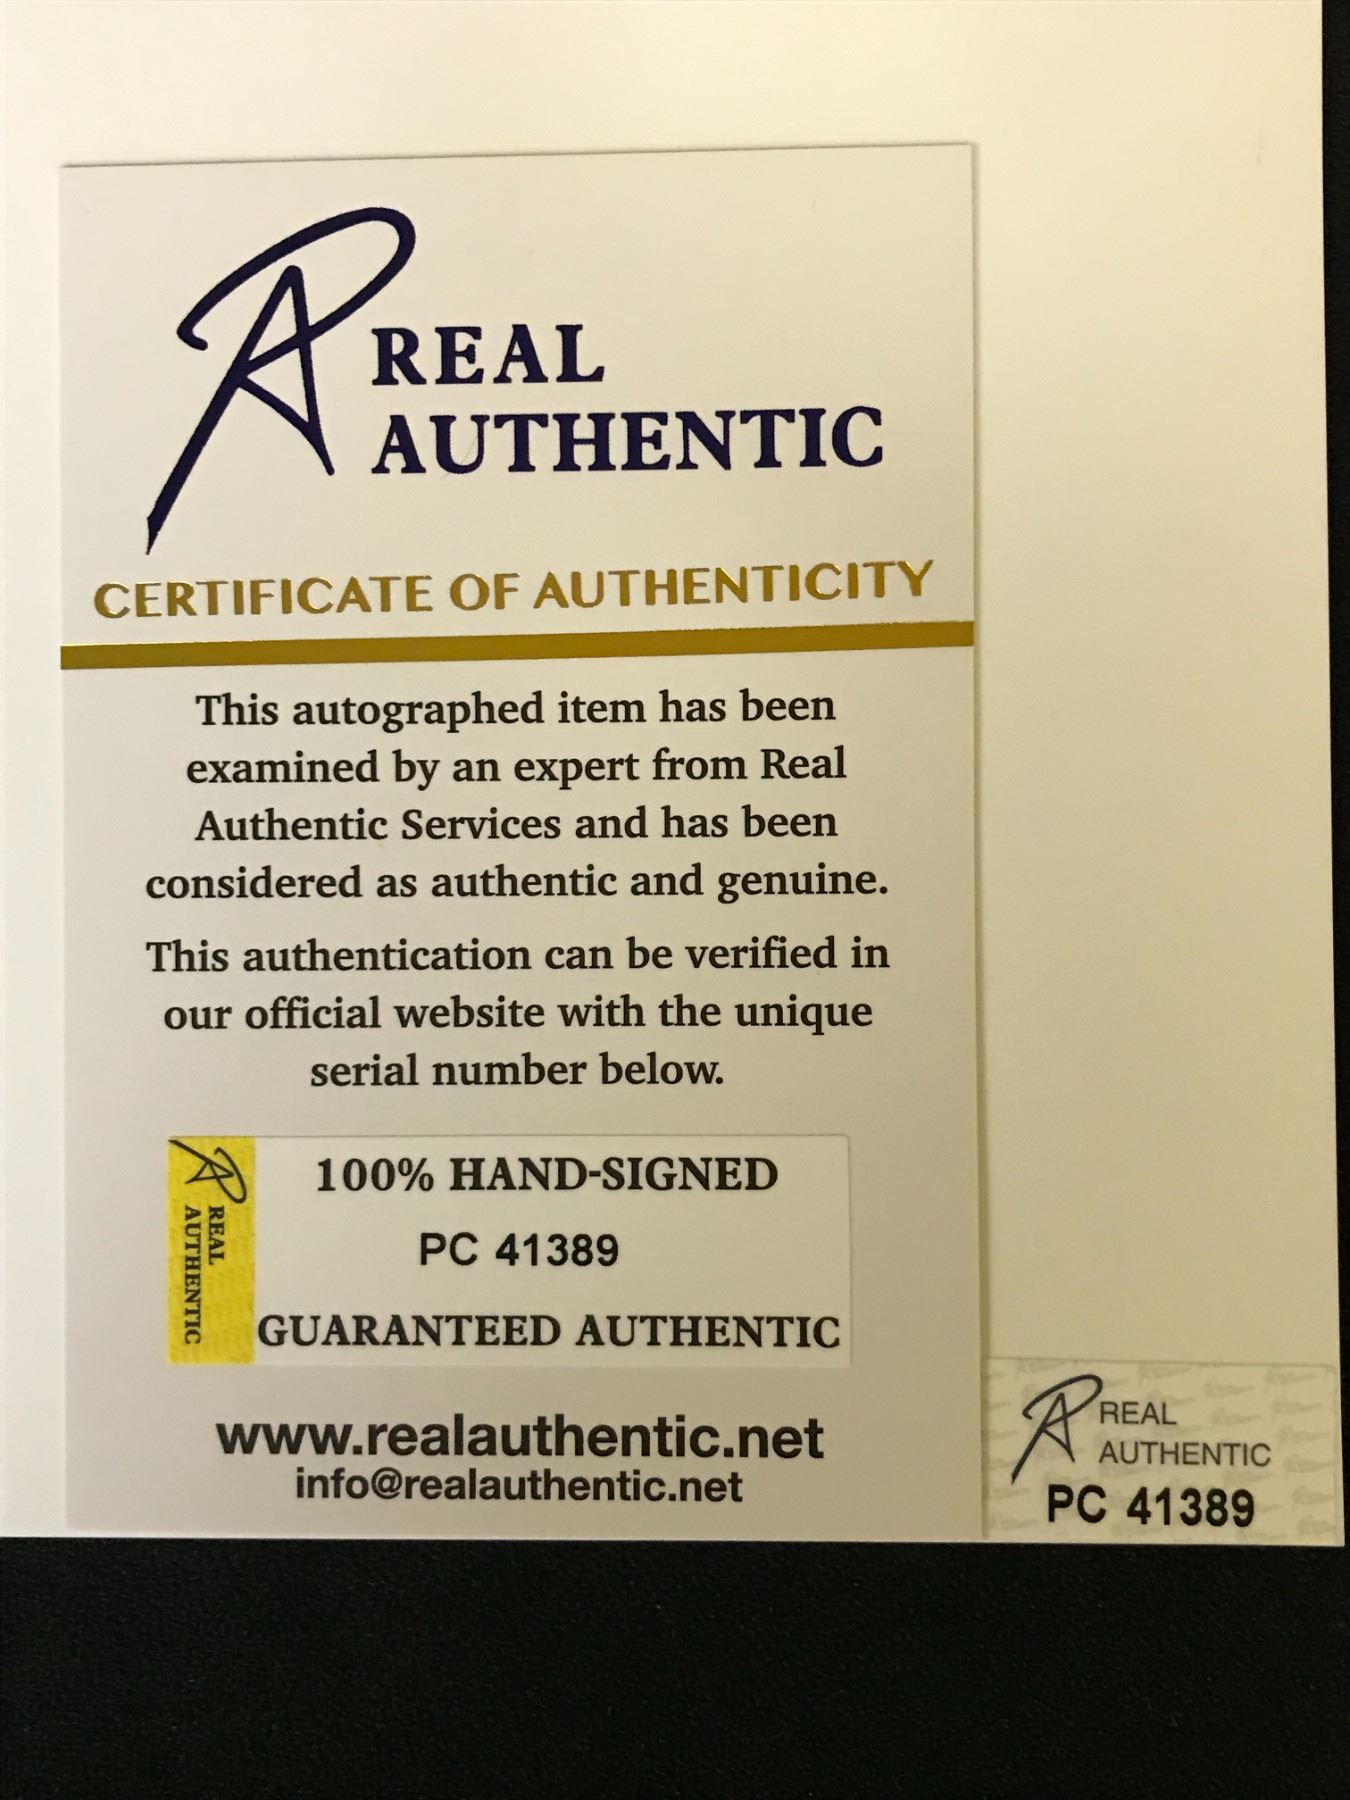 REAL
AUTHENTIC
CERTIFICATE OF AUTHENTICITY
This autographed item has been
examined by an expert from Real
Authentic Services and has been
considered as authentic and genuine.
This authentication can be verified in
our official website with the unique
serial number below.
REAL
AUTHENTIC
100% HAND-SIGNED
PC 41389
GUARANTEED AUTHENTIC
www.realauthentic.net
info@realauthentic.net
REAL
AUTHENTIC
PC 41389